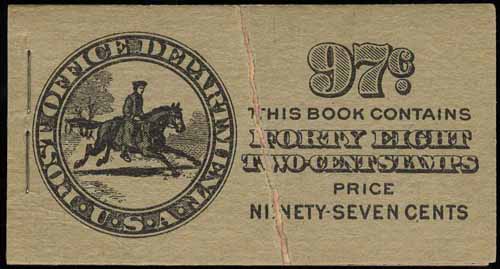 POST OFFICE DEPARTMENT U.S.A.
97¢
THIS BOOK CONTAINS
FORTY EIGHT
TWO-CENT STAMPS
PRICE
NINETY-SEVEN CENTS